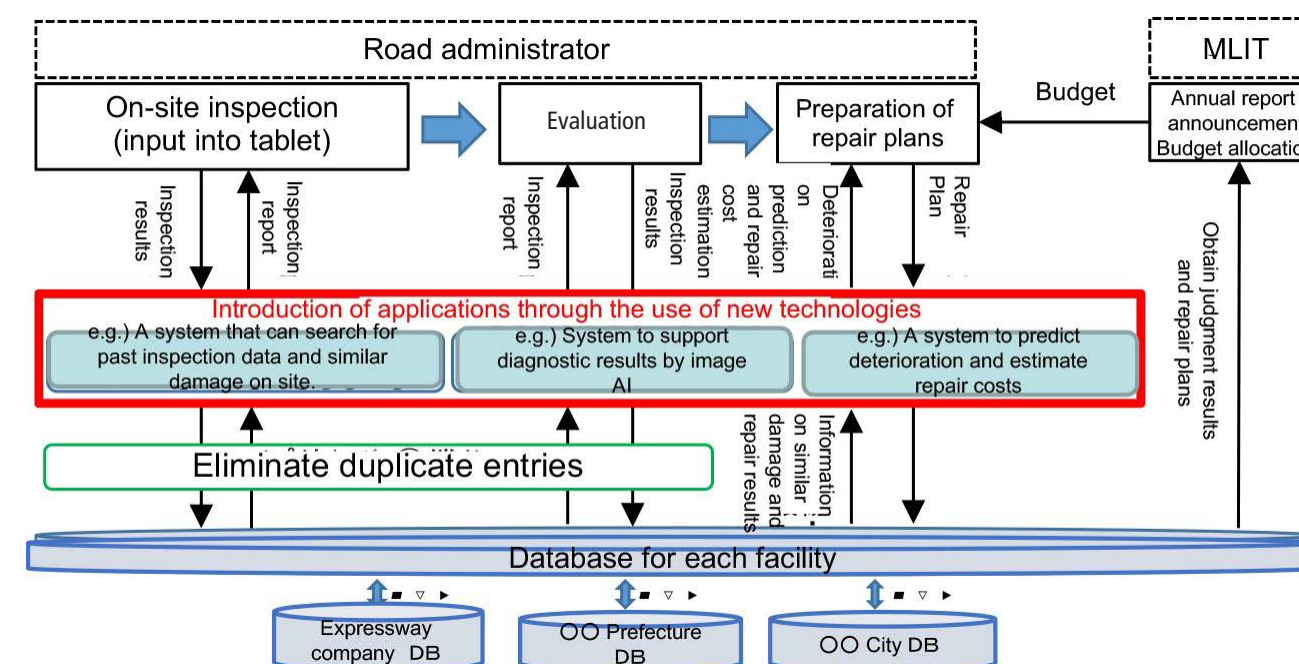 Road administrator
MLIT
On-site inspection
(input into tablet)
Evaluation
Preparation of
repair plans
Budget
Annual report
announcement
Budget allocation
Inspection
results
Inspection
report
Inspection
report
Inspection
results
Deteriorati
on
prediction
and repair
cost
estimation
Repair
Plan
Obtain judgment results
and repair plans
Introduction of applications through the use of new technologies
e.g.) A system that can search for
past inspection data and similar
damage on site.
e.g.) System to support
diagnostic results by image
AI
e.g.) A system to predict
deterioration and estimate
repair costs
Eliminate duplicate entries
Information
on similar
damage and
repair results
Database for each facility
■ ▽ ►
■ ▽ ►
■ ▽ ►
Expressway
company DB
〇〇 Prefecture
DB
〇〇 City DB